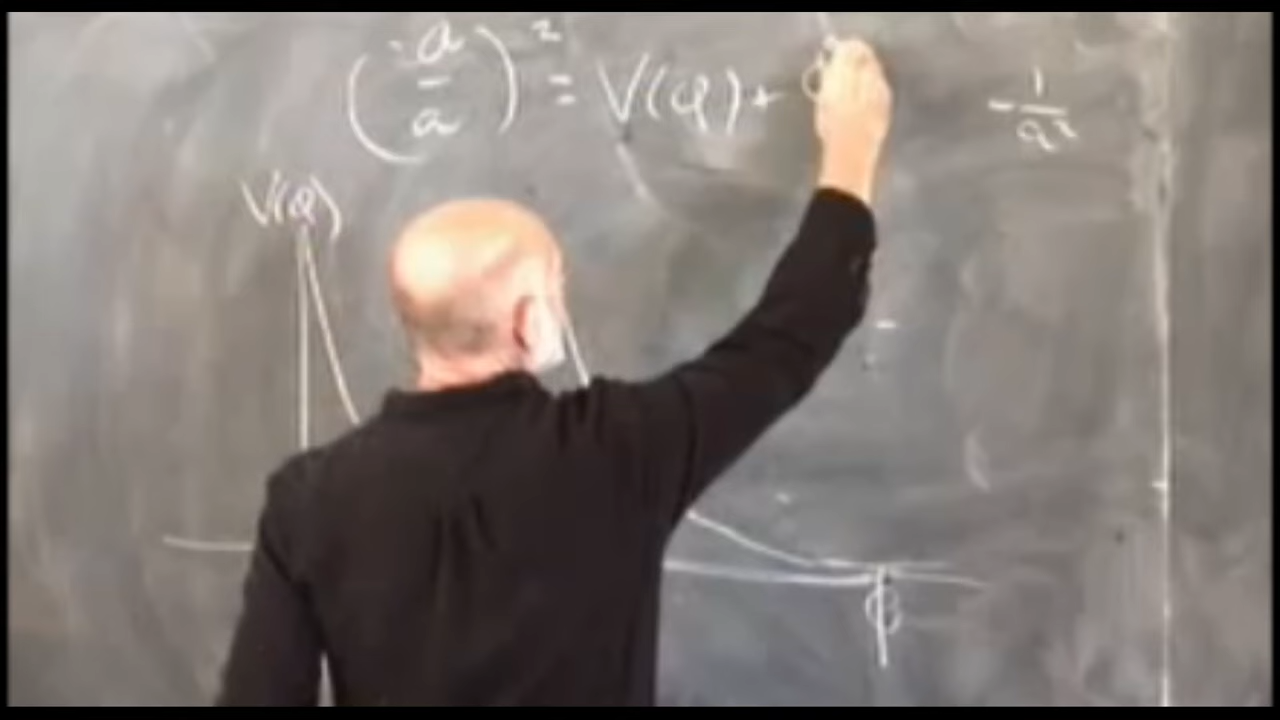 (ȧ/a)² = V(φ) +
-1/a²
V(φ)
φ